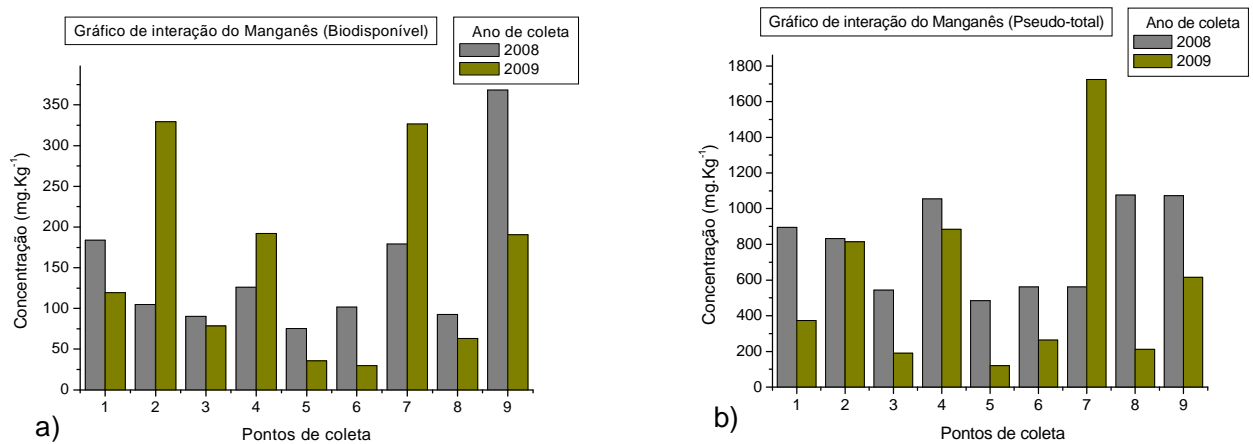 Gráfico de interação do Manganês (Biodisponível)
Ano de coleta
2008
2009
Concentração (mg.Kg⁻¹)
350
300
250
200
150
100
50
0
1 2 3 4 5 6 7 8 9
Pontos de coleta
a)
Gráfico de interação do Manganês (Pseudo-total)
Ano de coleta
2008
2009
Concentração (mg.Kg⁻¹)
1800
1600
1400
1200
1000
800
600
400
200
0
1 2 3 4 5 6 7 8 9
Pontos de coleta
b)